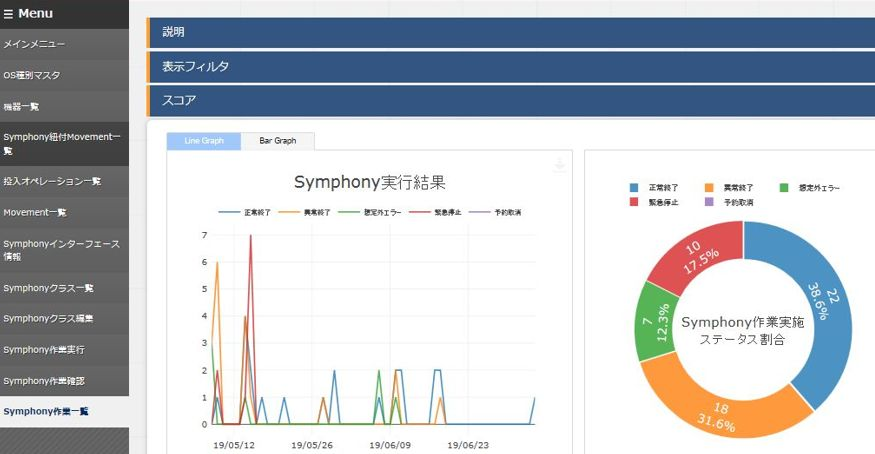 ☰ Menu
メインメニュー
OS種別マスタ
機器一覧
Symphony紐付Movement一
覧
投入オペレーション一覧
Movement一覧
Symphonyインターフェース
情報
Symphonyクラス一覧
Symphonyクラス編集
Symphony作業実行
Symphony作業確認
Symphony作業一覧
説明
表示フィルタ
スコア
Line Graph Bar Graph
Symphony実行結果
正常終了 異常終了 想定外エラー 緊急停止 予約取消
7
6
5
4
3
2
1
0
19/05/12 19/05/26 19/06/09 19/06/23
正常終了 異常終了 想定外エラー
緊急停止 予約取消
10
17.5%
22
38.6%
7
12.3%
Symphony作業実施
ステータス割合
18
31.6%